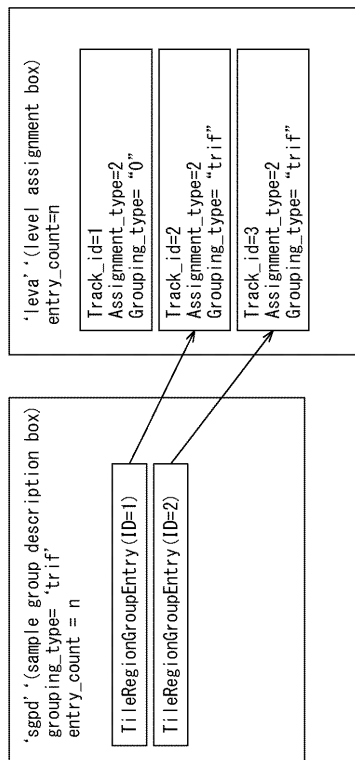 'sgpd' '(sample group description box)
grouping_type= 'trif'
entry_count = n
TileRegionGroupEntry(ID=1)
TileRegionGroupEntry(ID=2)
'leva' '(level assignment box)
entry_count=n
Track_id=1
Assignment_type=2
Grouping_type= "0"
Track_id=2
Assignment_type=2
Grouping_type= "trif"
Track_id=3
Assignment_type=2
Grouping_type= "trif"